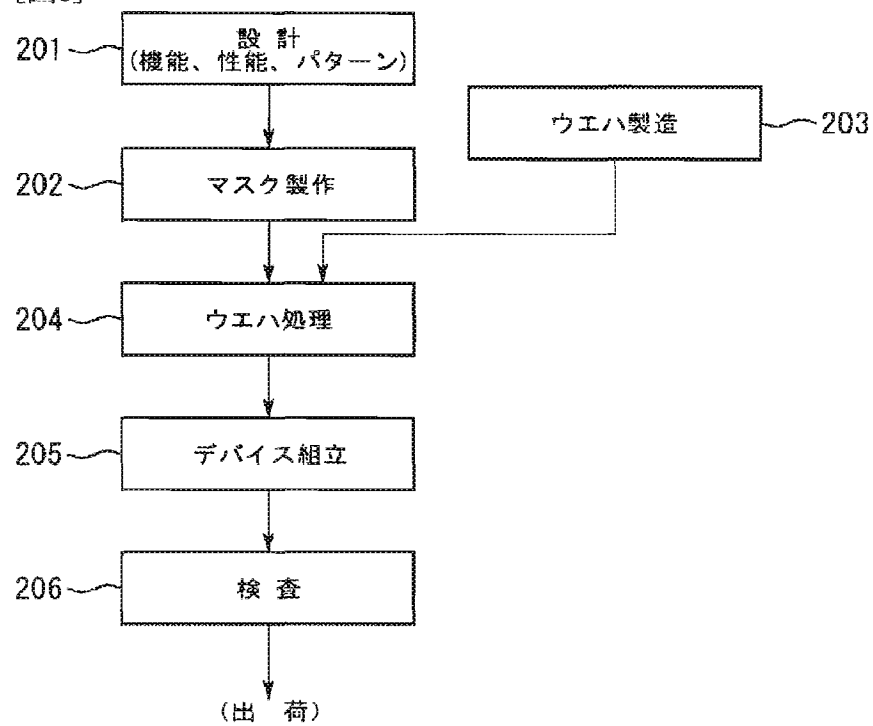 201
設計
(機能、性能、パターン)
ウエハ製造
203
202
マスク製作
204
ウエハ処理
205
デバイス組立
206
検査
(出 荷)